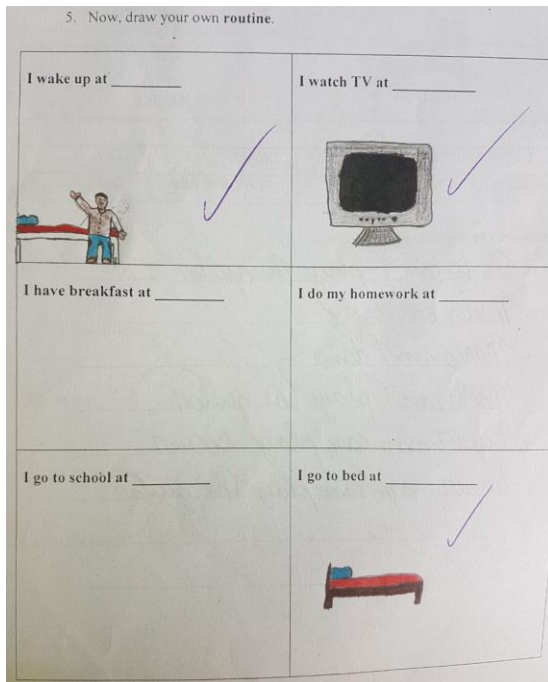 5. Now, draw your own routine.
I wake up at ________
I watch TV at ________
I have breakfast at ________
I do my homework at ________
I go to school at ________
I go to bed at ________